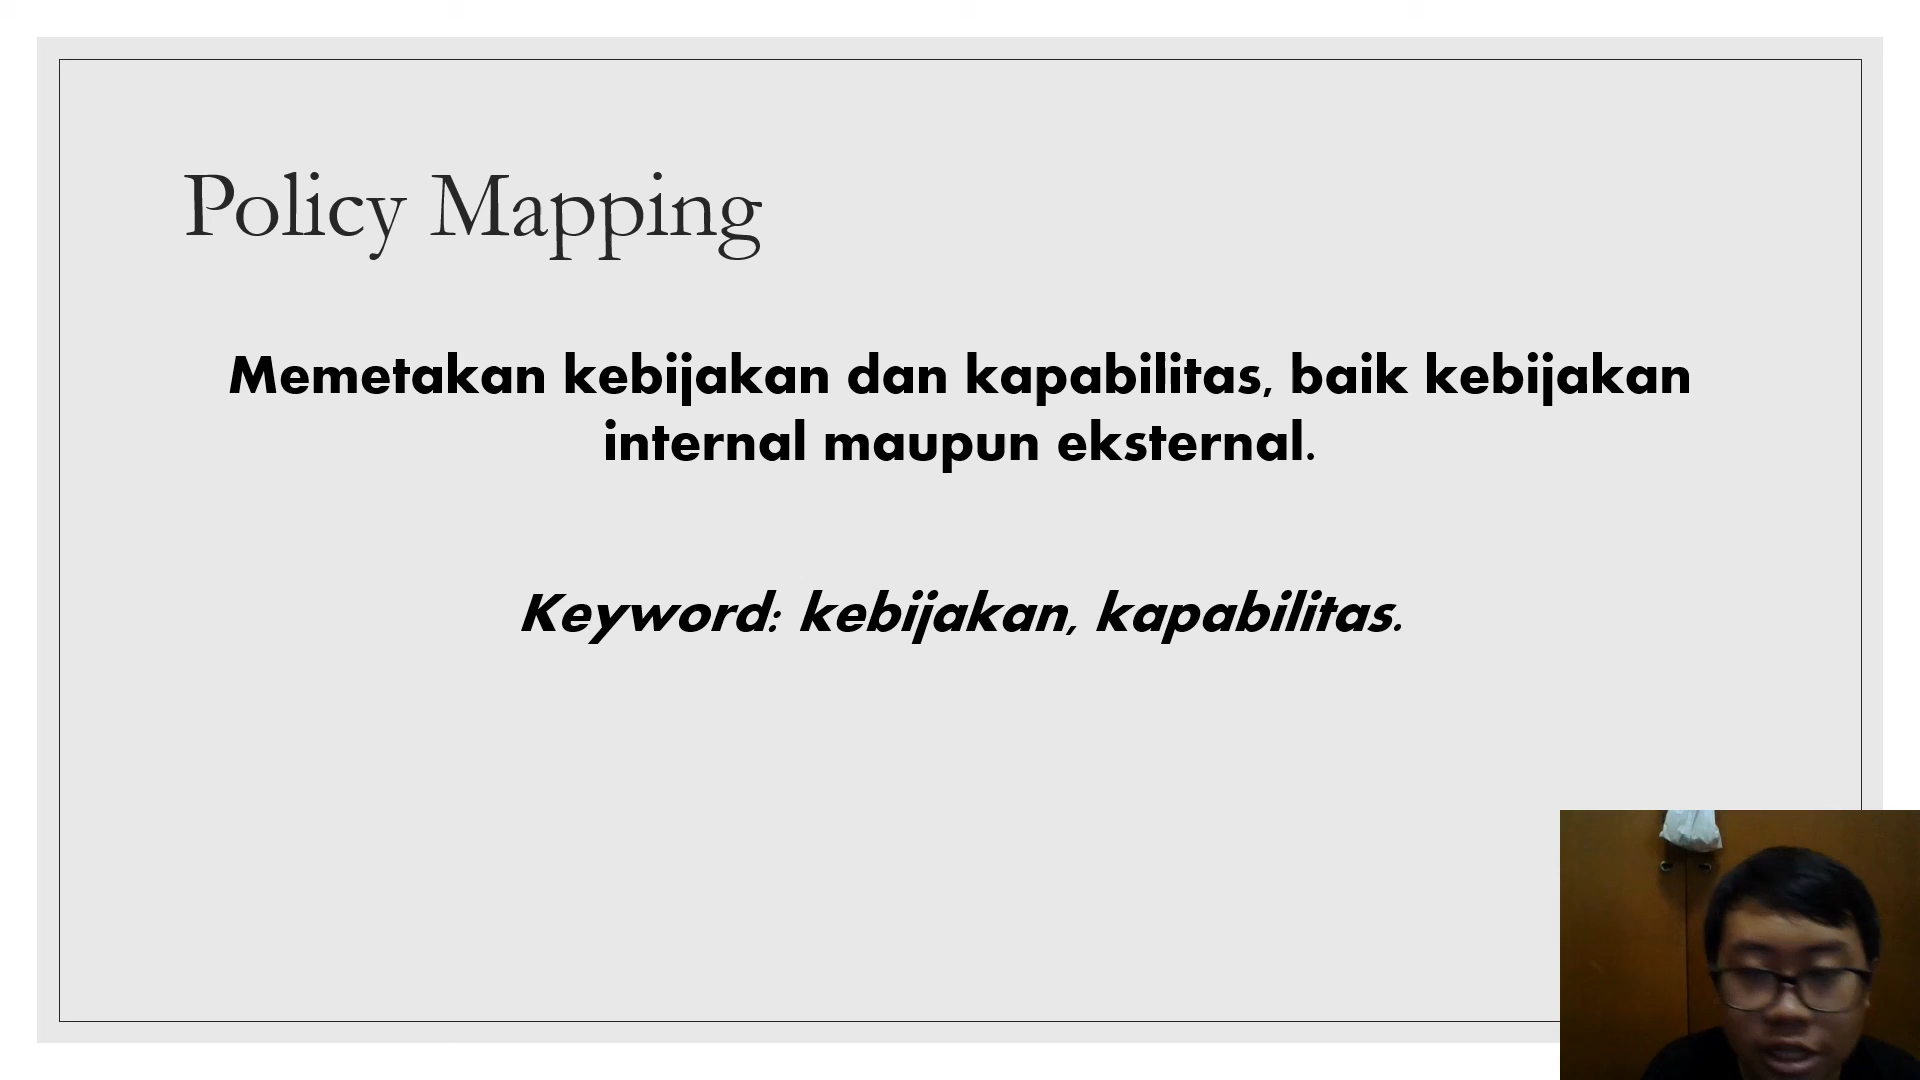 Policy Mapping
Memetakan kebijakan dan kapabilitas, baik kebijakan
internal maupun eksternal.
Keyword: kebijakan, kapabilitas.